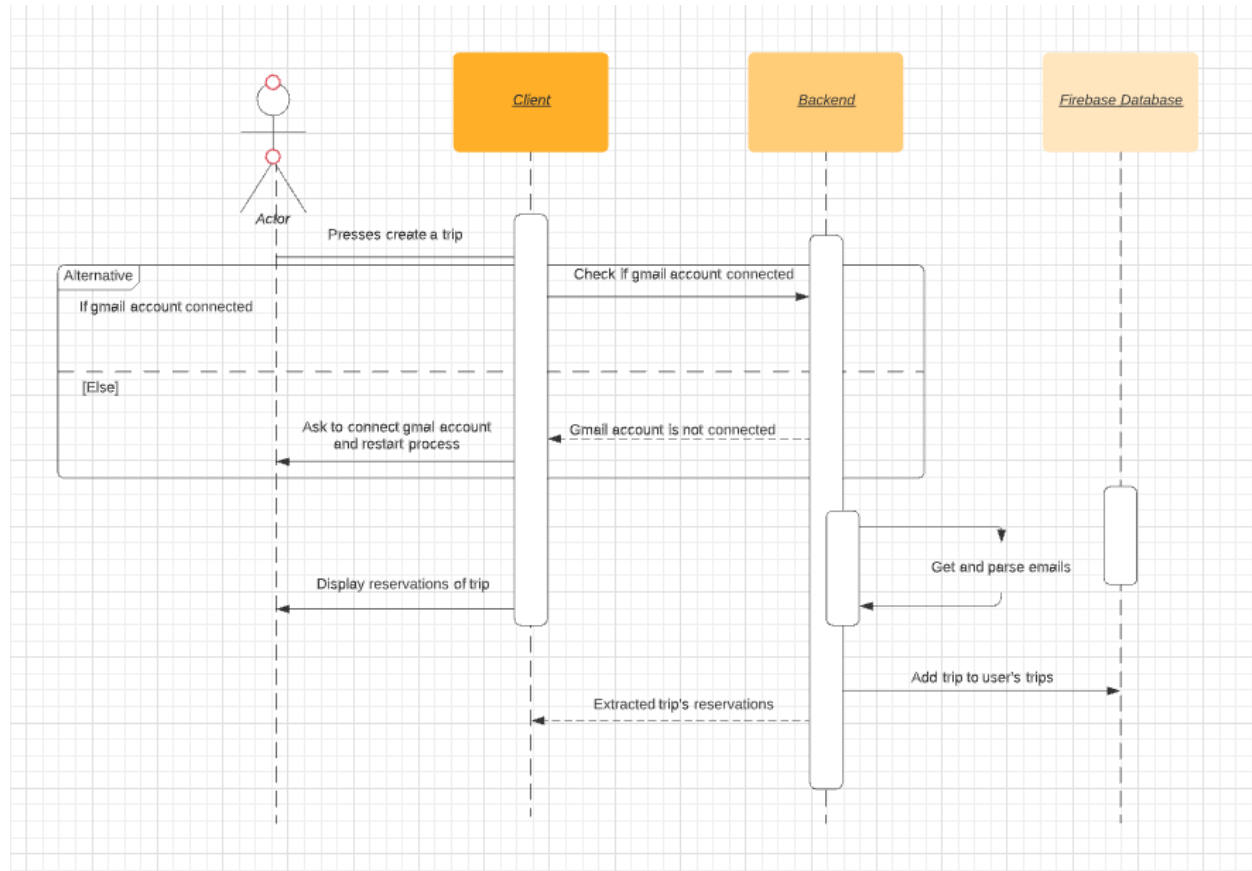 Client
Backend
Firebase Database
Actor
Presses create a trip
Alternative
Check if gmail account connected
If gmail account connected
[Else]
Ask to connect gmal account
and restart process
Gmail account is not connected
Get and parse emails
Display reservations of trip
Add trip to user's trips
Extracted trip's reservations